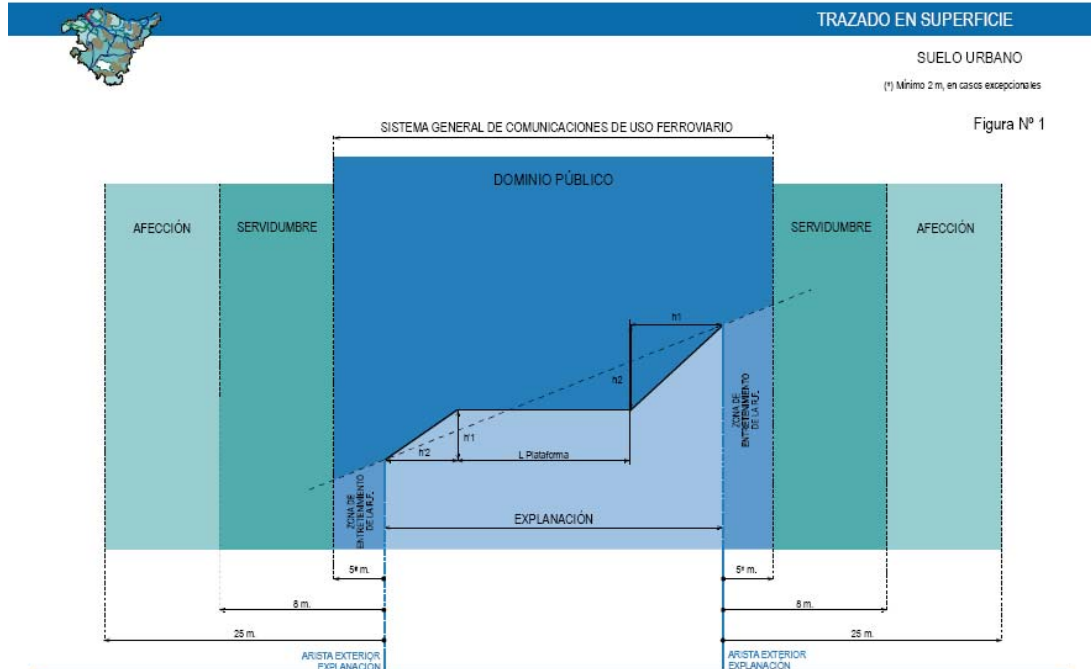 TRAZADO EN SUPERFICIE
SUELO URBANO
(*) Mínimo 2 m, en casos excepcionales
Figura Nº 1
SISTEMA GENERAL DE COMUNICACIONES DE USO FERROVIARIO
DOMINIO PÚBLICO
AFECCIÓN
SERVIDUMBRE
SERVIDUMBRE
AFECCIÓN
h1
h2
h'1
h'2
L Plataforma
ZONA DE
ENTRETENIMIENTO
DE LA R.F.
ZONA DE
ENTRETENIMIENTO
DE LA R.F.
EXPLANACIÓN
5* m.
5* m.
8 m.
8 m.
25 m.
25 m.
ARISTA EXTERIOR
EXPLANACIÓN
ARISTA EXTERIOR
EXPLANACIÓN